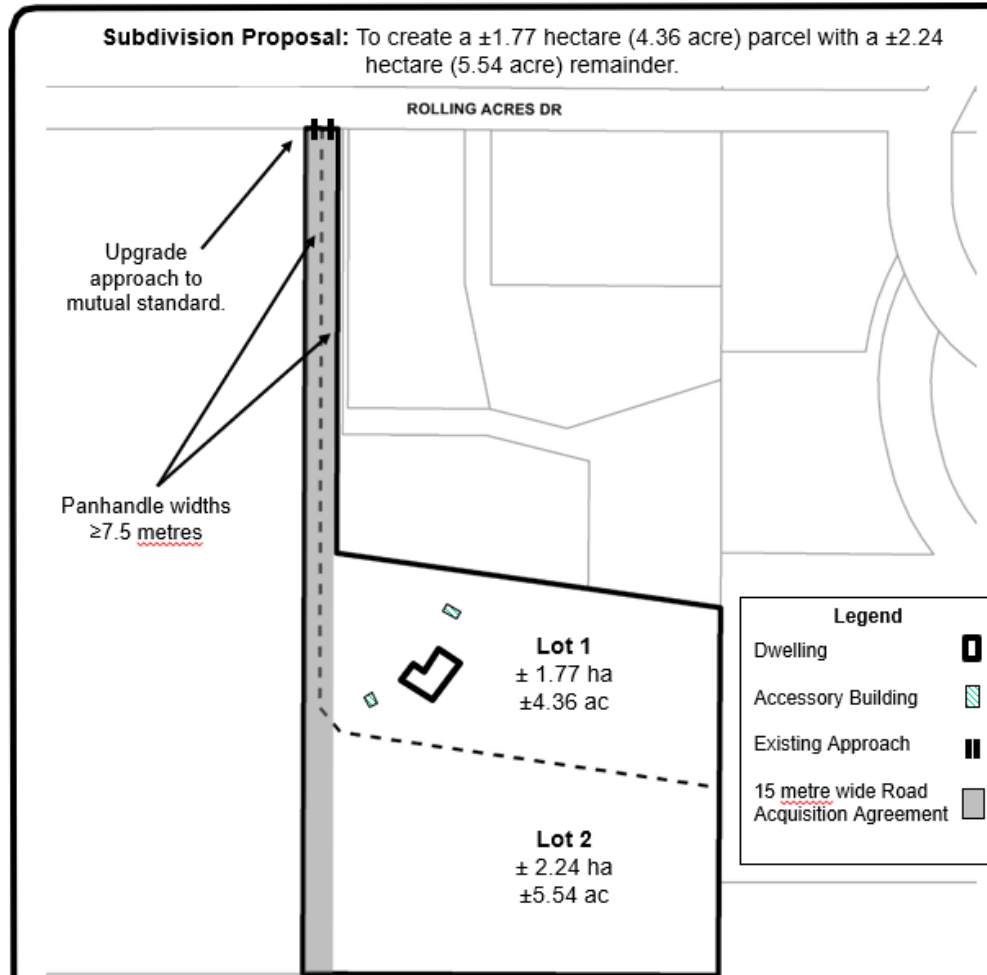 Subdivision Proposal: To create a ±1.77 hectare (4.36 acre) parcel with a ±2.24
hectare (5.54 acre) remainder.
ROLLING ACRES DR
Upgrade
approach to
mutual standard.
Panhandle widths
≥7.5 metres
Lot 1
± 1.77 ha
±4.36 ac
Lot 2
± 2.24 ha
±5.54 ac
Legend
Dwelling
Accessory Building
Existing Approach
15 metre wide Road
Acquisition Agreement